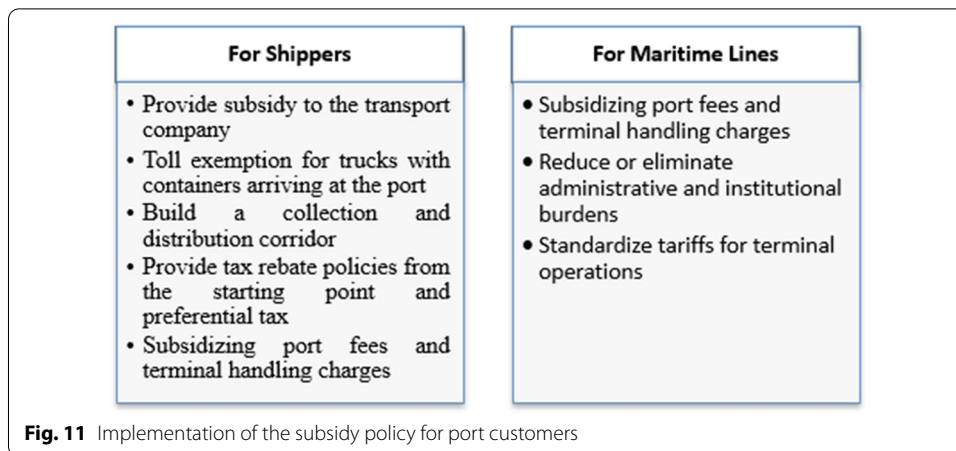 For Shippers
• Provide subsidy to the transport
company
• Toll exemption for trucks with
containers arriving at the port
• Build a collection and
distribution corridor
• Provide tax rebate policies from
the starting point and
preferential tax
• Subsidizing port fees and
terminal handling charges
For Maritime Lines
• Subsidizing port fees and
terminal handling charges
• Reduce or eliminate
administrative and institutional
burdens
• Standardize tariffs for terminal
operations
Fig. 11 Implementation of the subsidy policy for port customers